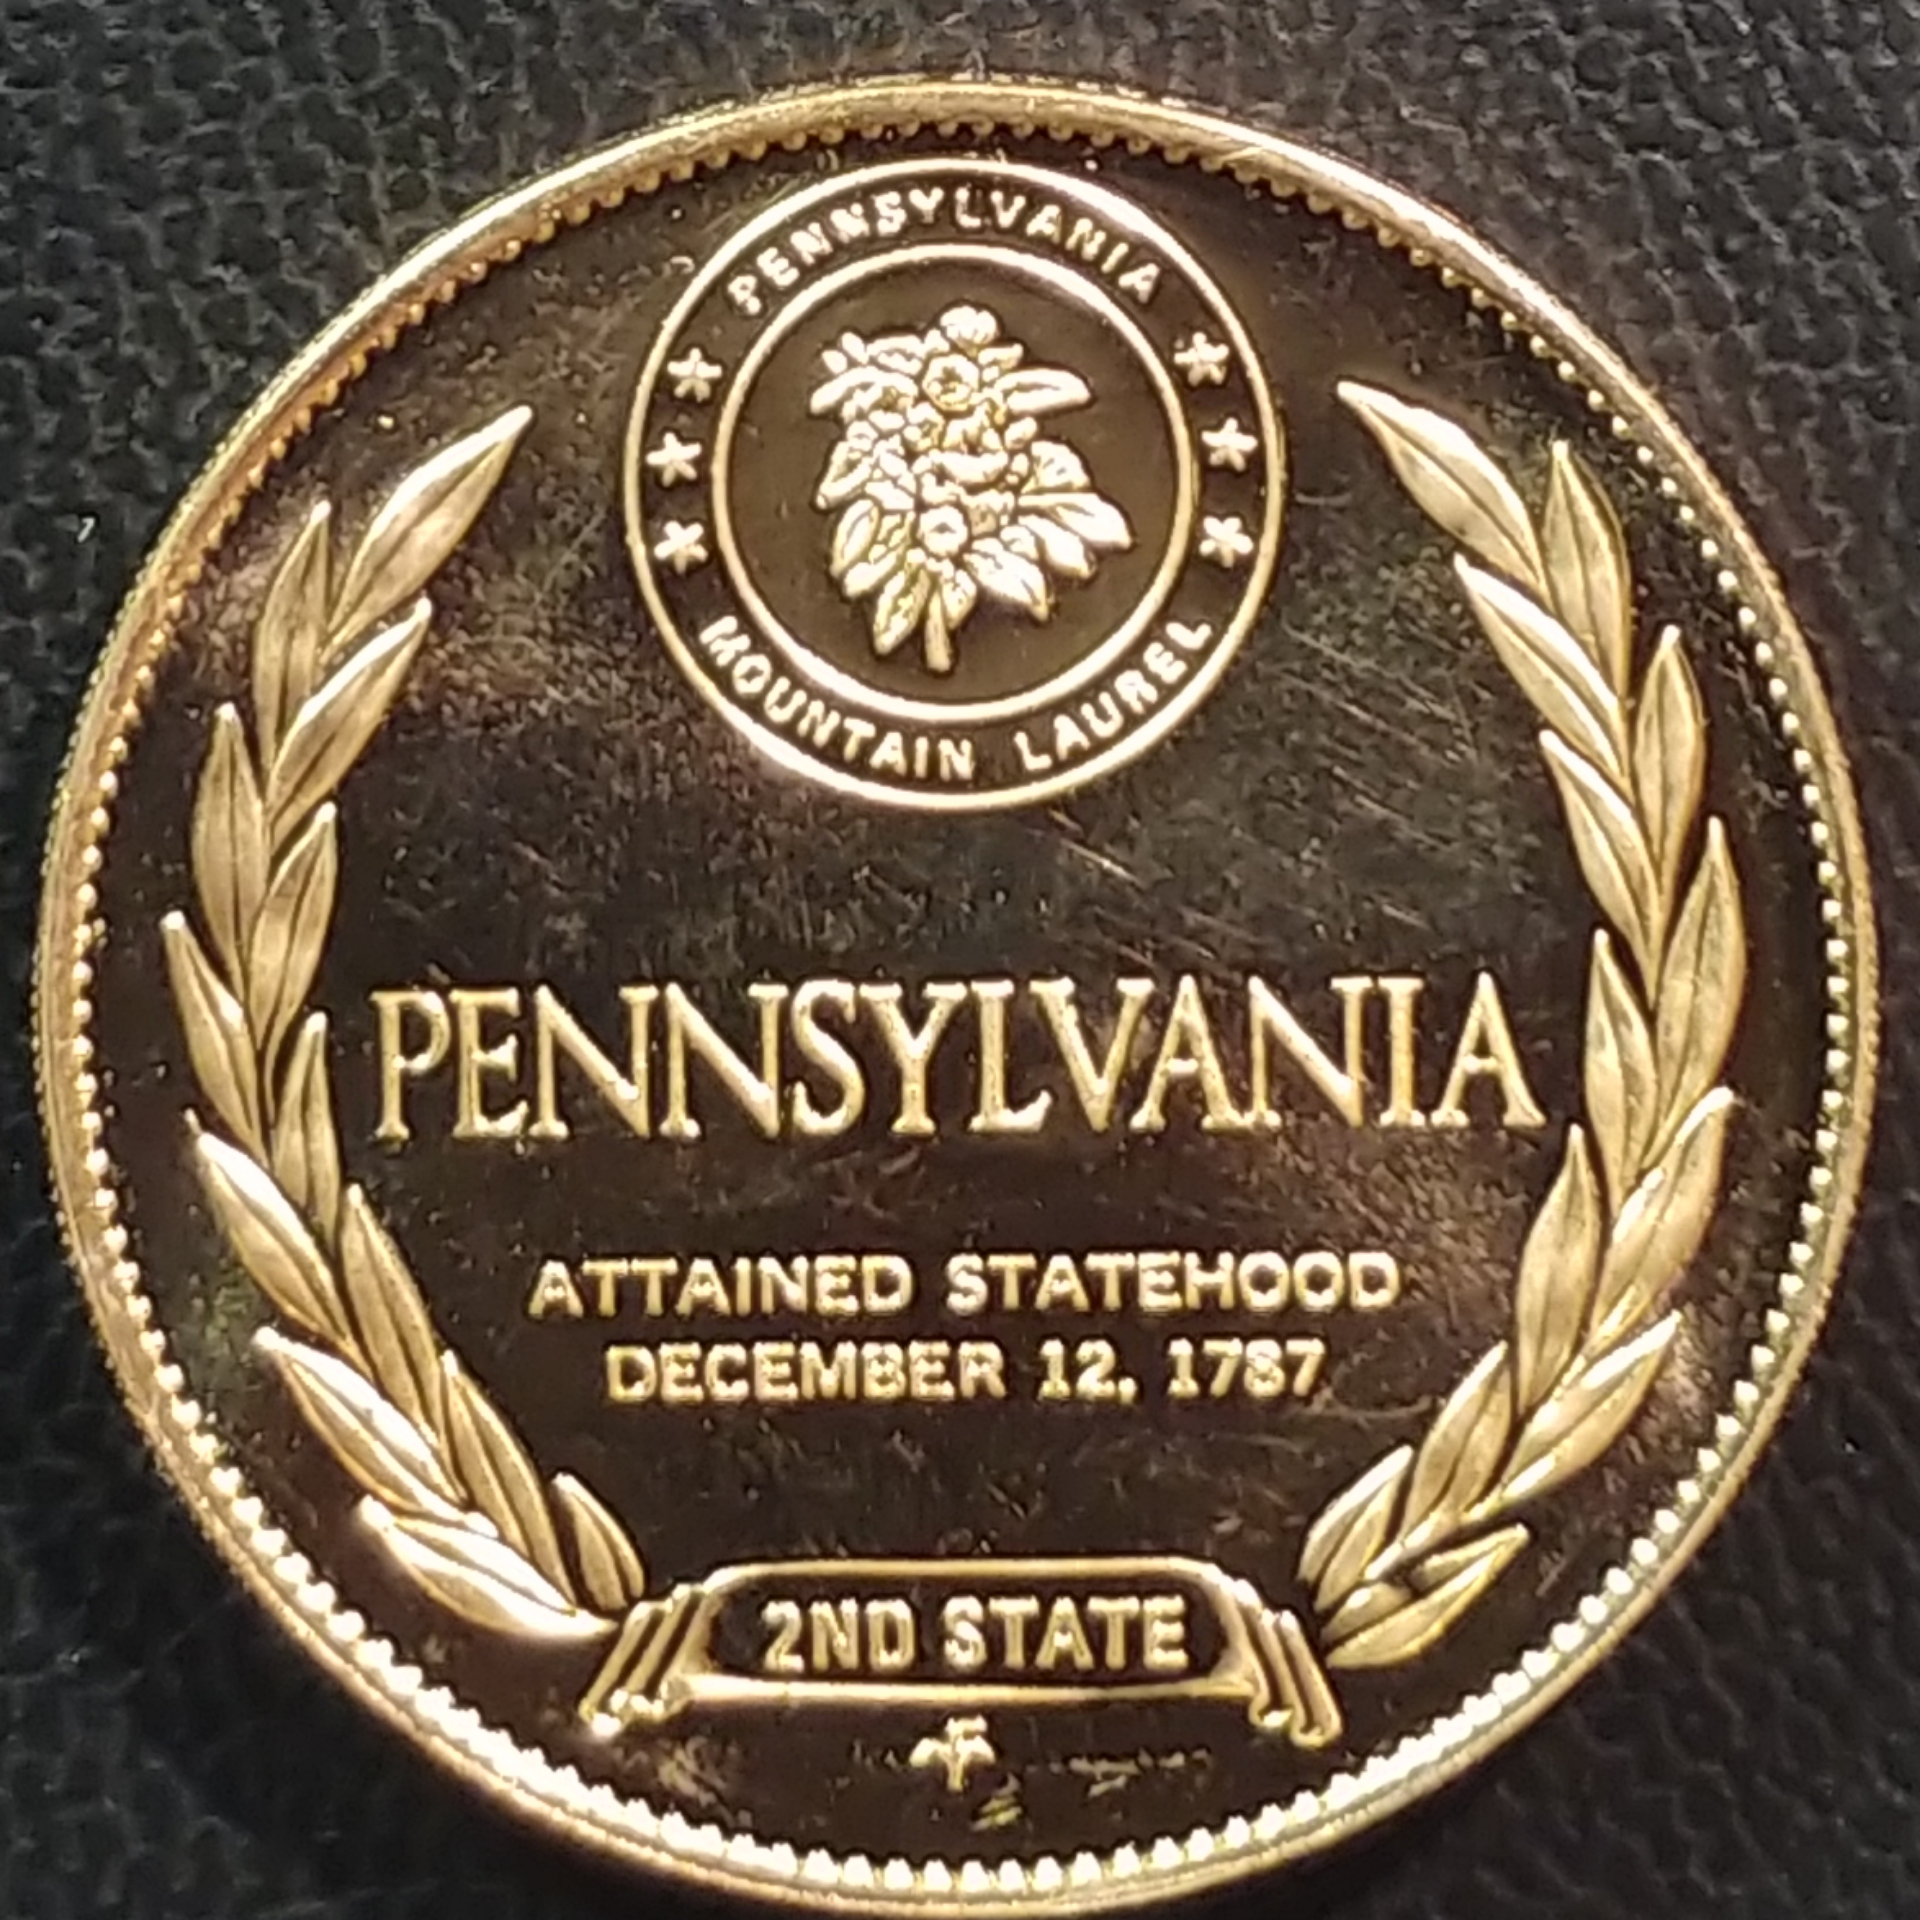 PENNSYLVANIA
MOUNTAIN LAUREL
PENNSYLVANIA
ATTAINED STATEHOOD
DECEMBER 12, 1787
2ND STATE